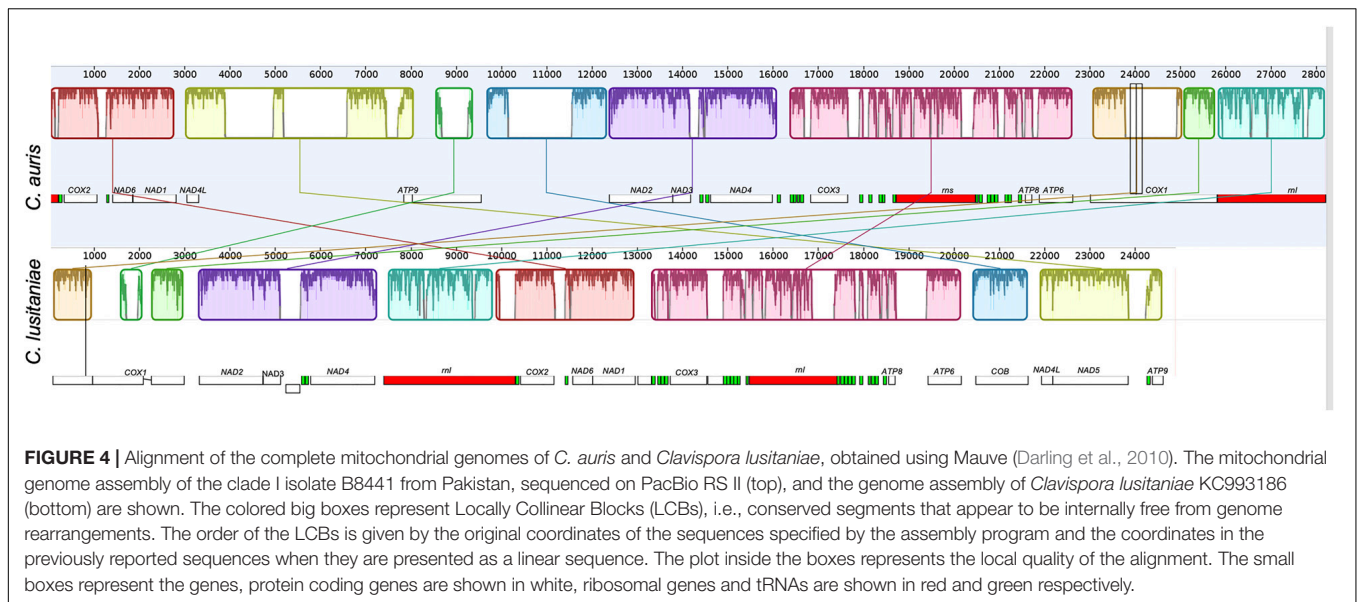 1000 2000 3000 4000 5000 6000 7000 8000 9000 10000 11000 12000 13000 14000 15000 16000 17000 18000 19000 20000 21000 22000 23000 24000 25000 26000 27000 2800
C. auris
COX2 NAD6 NAD1 NAD4L ATP9 NAD2 NAD3 NAD4 COX3 rns ATP8 ATP6 COX1 rnl
1000 2000 3000 4000 5000 6000 7000 8000 9000 10000 11000 12000 13000 14000 15000 16000 17000 18000 19000 20000 21000 22000 23000 24000
C. lusitaniae
COX1 NAD2 NAD3 NAD4 rnl COX2 NAD6 NAD1 COX3 rnl ATP8 ATP6 COB NAD4L NAD5 ATP9
FIGURE 4 | Alignment of the complete mitochondrial genomes of C. auris and Clavispora lusitaniae, obtained using Mauve (Darling et al., 2010). The mitochondrial
genome assembly of the clade I isolate B8441 from Pakistan, sequenced on PacBio RS II (top), and the genome assembly of Clavispora lusitaniae KC993186
(bottom) are shown. The colored big boxes represent Locally Collinear Blocks (LCBs), i.e., conserved segments that appear to be internally free from genome
rearrangements. The order of the LCBs is given by the original coordinates of the sequences specified by the assembly program and the coordinates in the
previously reported sequences when they are presented as a linear sequence. The plot inside the boxes represents the local quality of the alignment. The small
boxes represent the genes, protein coding genes are shown in white, ribosomal genes and tRNAs are shown in red and green respectively.